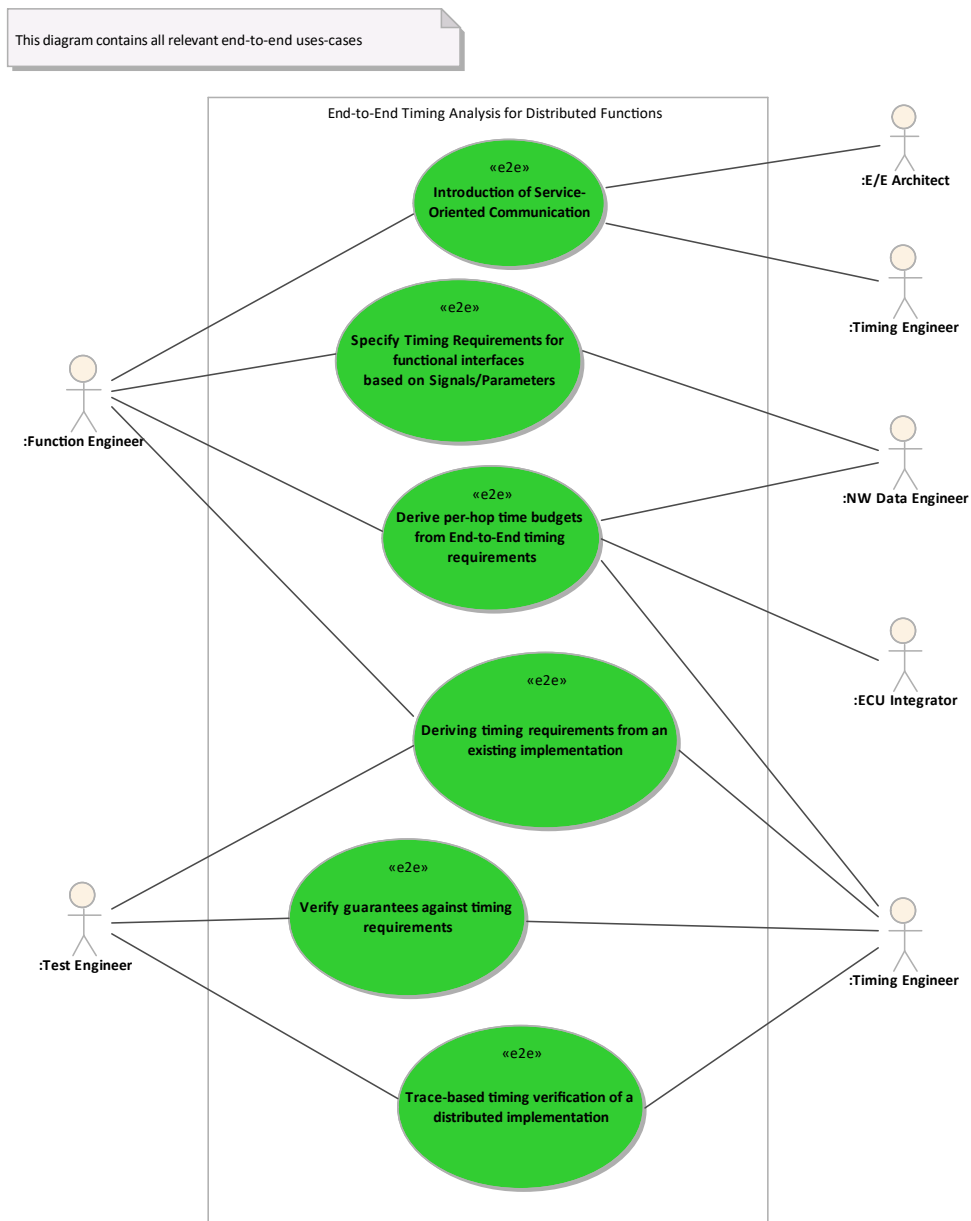 This diagram contains all relevant end-to-end uses-cases
End-to-End Timing Analysis for Distributed Functions
«e2e»
Introduction of Service-
Oriented Communication
:E/E Architect
:Timing Engineer
«e2e»
Specify Timing Requirements for
functional interfaces
based on Signals/Parameters
:Function Engineer
:NW Data Engineer
«e2e»
Derive per-hop time budgets
from End-to-End timing
requirements
:ECU Integrator
«e2e»
Deriving timing requirements from an
existing implementation
«e2e»
Verify guarantees against timing
requirements
:Test Engineer
:Timing Engineer
«e2e»
Trace-based timing verification of a
distributed implementation